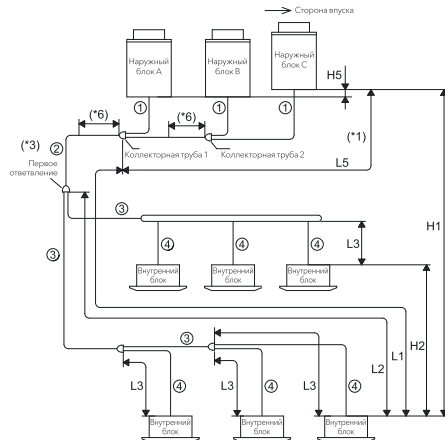 Сторона впуска
Наружный
блок A
Наружный
блок B
Наружный
блок C
H5
(*6)
(*6)
①
①
①
(*1)
(*3)
②
Первое
ответвление
Коллекторная труба 1
Коллекторная труба 2
L5
H1
③
③
④
④
④
L3
Внутренний
блок
Внутренний
блок
Внутренний
блок
H2
L1
L2
③
L3
④
L3
④
L3
④
Внутренний
блок
Внутренний
блок
Внутренний
блок